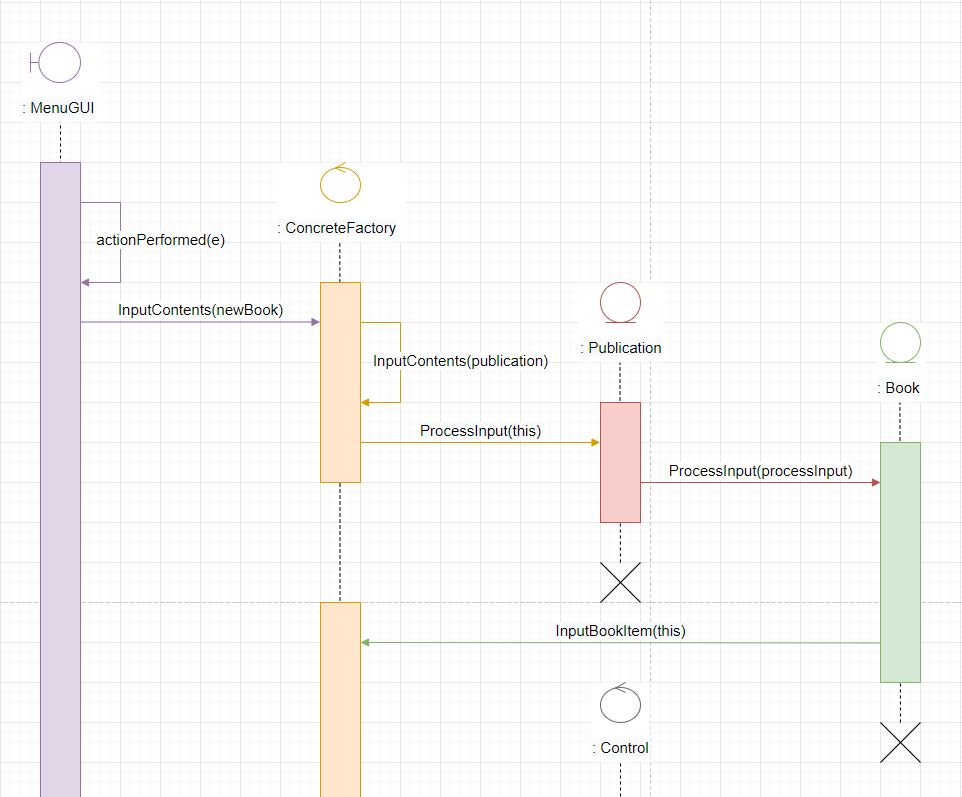 : MenuGUI
: ConcreteFactory
actionPerformed(e)
InputContents(newBook)
: Publication
InputContents(publication)
: Book
ProcessInput(this)
ProcessInput(processInput)
InputBookItem(this)
: Control